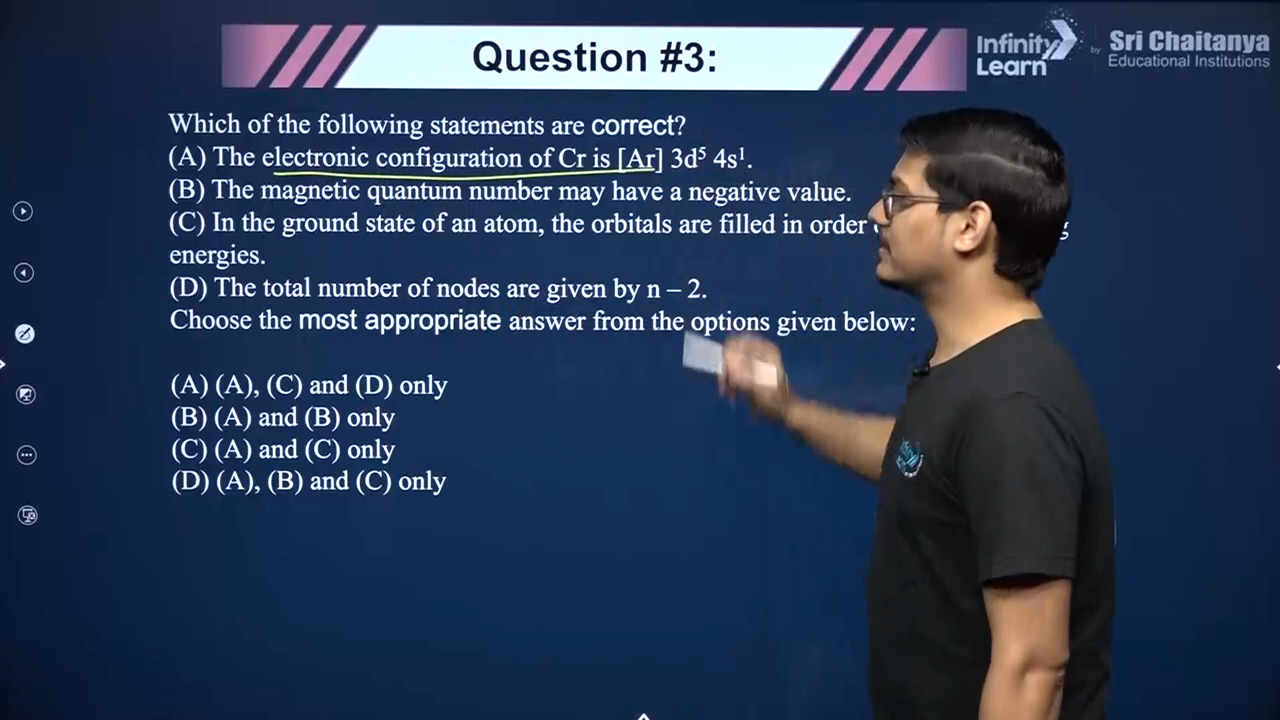 Question #3:
Infinity
Learn
by
Sri Chaitanya
Educational Institutions
Which of the following statements are correct?
(A) The electronic configuration of Cr is [Ar] 3d⁵ 4s¹.
(B) The magnetic quantum number may have a negative value.
(C) In the ground state of an atom, the orbitals are filled in order
energies.
(D) The total number of nodes are given by n – 2.
Choose the most appropriate answer from the options given below:
(A) (A), (C) and (D) only
(B) (A) and (B) only
(C) (A) and (C) only
(D) (A), (B) and (C) only